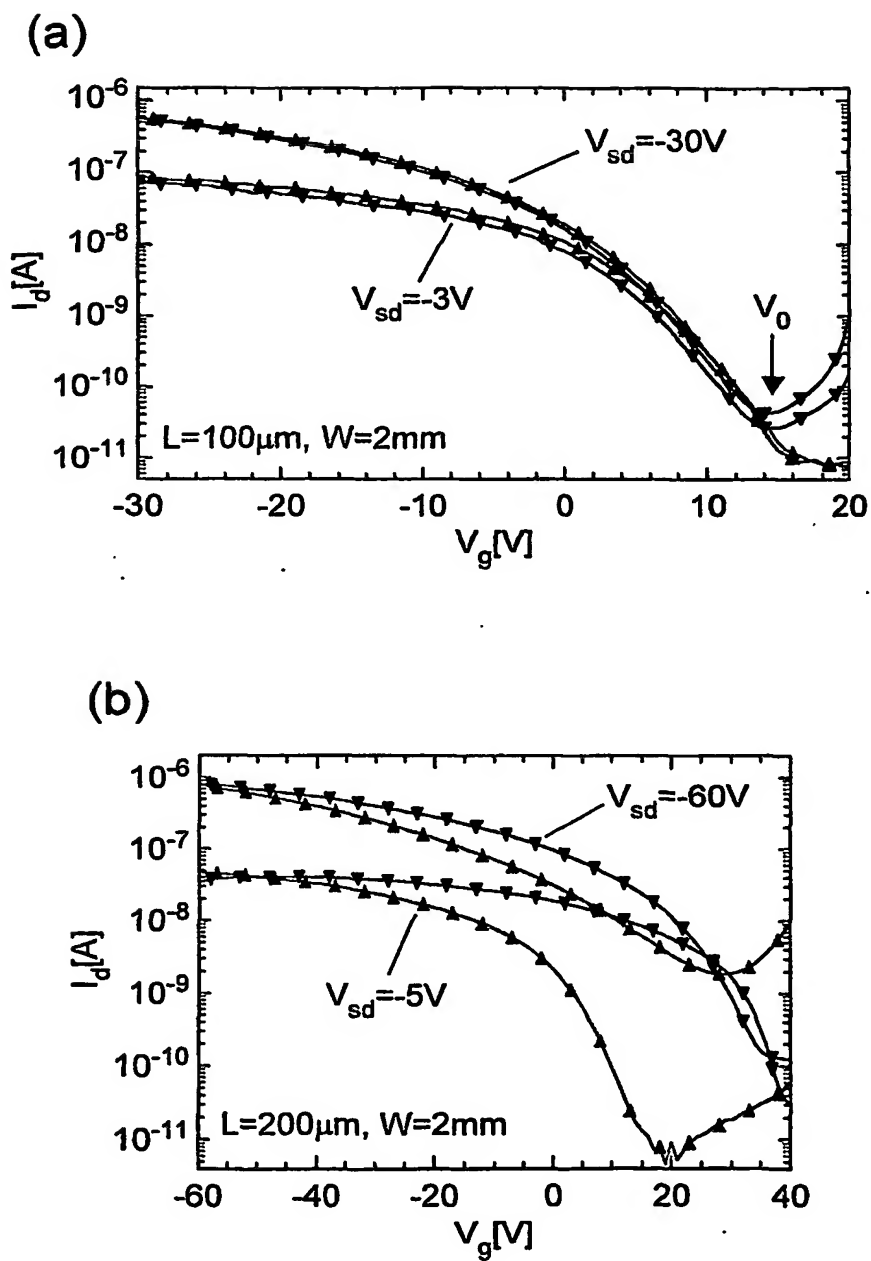 (a)
10⁻⁶
10⁻⁷
10⁻⁸
10⁻⁹
10⁻¹⁰
10⁻¹¹
I_d[A]
V_sd=-30V
V_sd=-3V
V_0
L=100μm, W=2mm
-30 -20 -10 0 10 20
V_g[V]
(b)
10⁻⁶
10⁻⁷
10⁻⁸
10⁻⁹
10⁻¹⁰
10⁻¹¹
I_d[A]
V_sd=-60V
V_sd=-5V
L=200μm, W=2mm
-60 -40 -20 0 20 40
V_g[V]